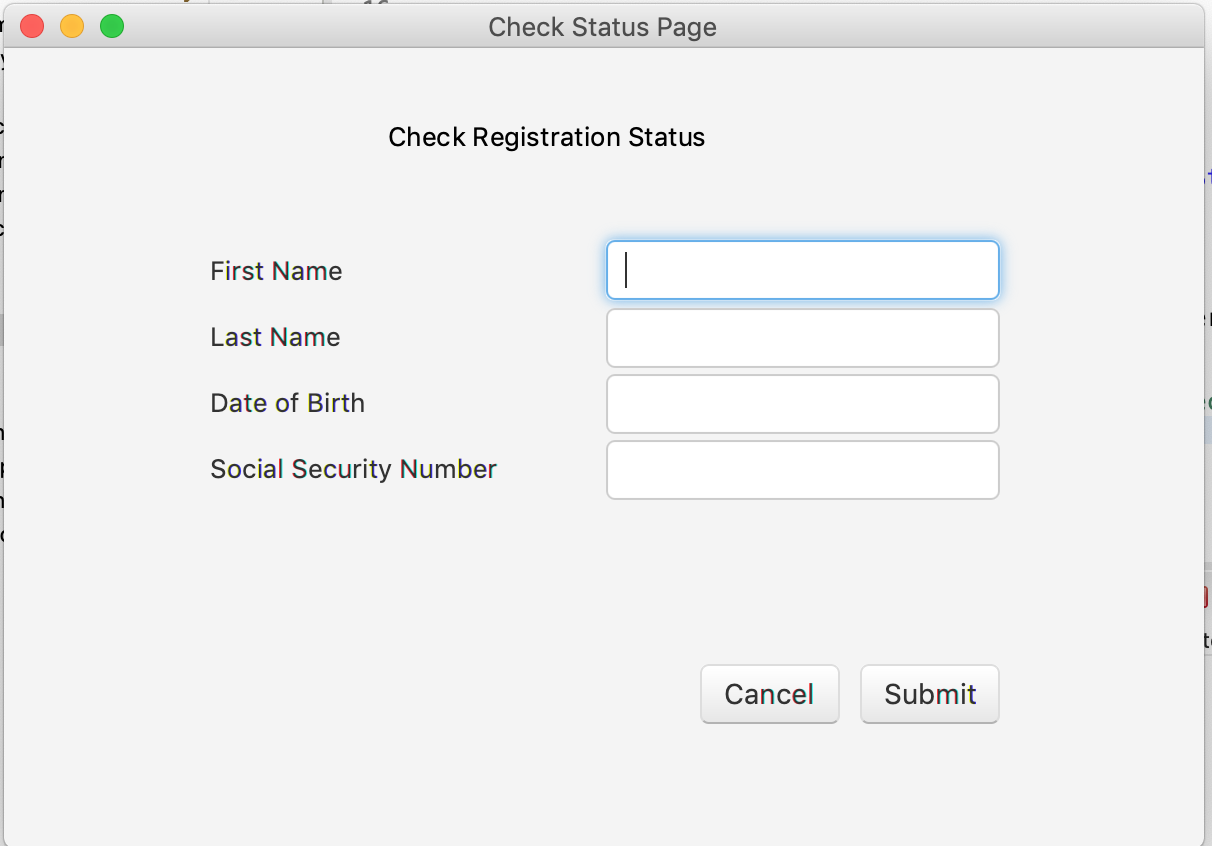 Check Status Page
Check Registration Status
First Name
Last Name
Date of Birth
Social Security Number
Cancel Submit